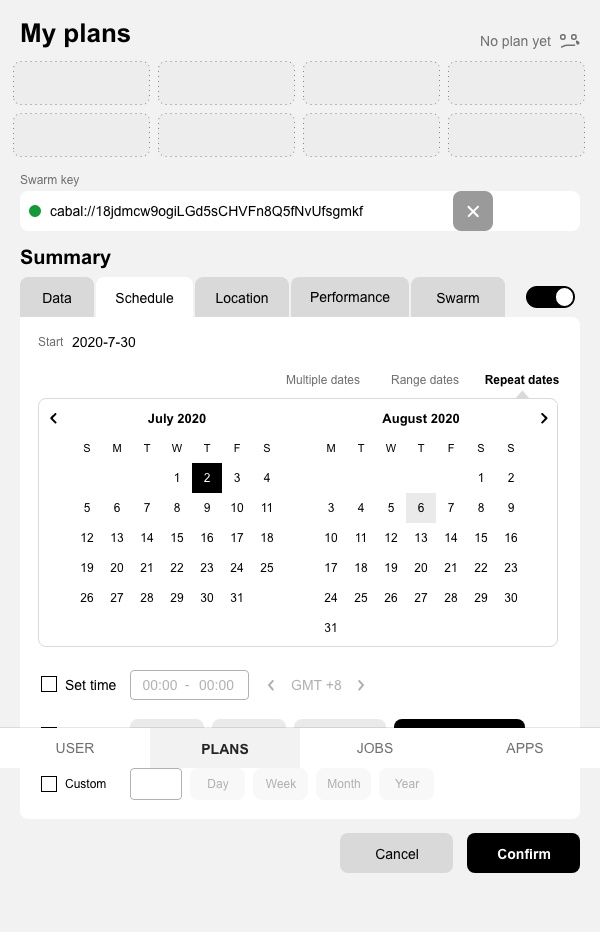 My plans
No plan yet
Swarm key
cabal://18jdmcw9ogiLGd5sCHVFn8Q5fNvUfsgmkf
Summary
Data Schedule Location Performance Swarm
Start 2020-7-30
Multiple dates Range dates Repeat dates
July 2020 August 2020
S M T W T F S M T W T F S S
1 2 3 4 1 2
5 6 7 8 9 10 11 3 4 5 6 7 8 9
12 13 14 15 16 17 18 10 11 12 13 14 15 16
19 20 21 22 23 24 25 17 18 19 20 21 22 23
26 27 28 29 30 31 24 25 26 27 28 29 30
31
Set time 00:00 - 00:00 GMT +8
USER PLANS JOBS APPS
Custom Day Week Month Year
Cancel Confirm